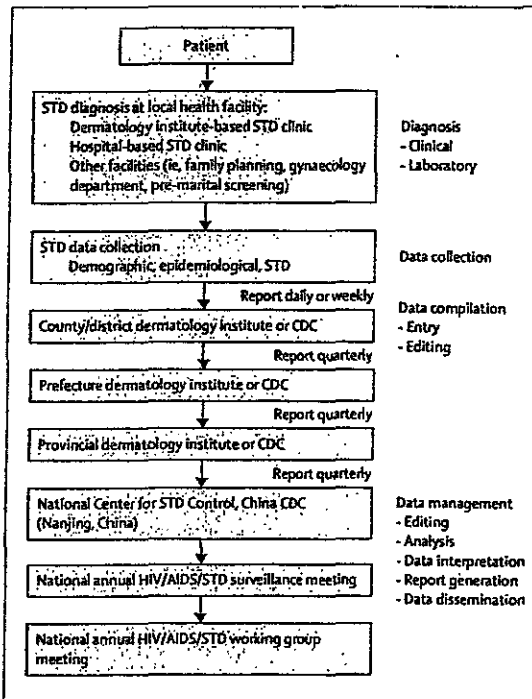 Patient
STD diagnosis at local health facility:
Dermatology institute-based STD clinic
Hospital-based STD clinic
Other facilities (ie, family planning, gynaecology
department, pre-marital screening)
Diagnosis
- Clinical
- Laboratory
STD data collection
Demographic, epidemiological, STD
Data collection
Report daily or weekly
County/district dermatology institute or CDC
Data compilation
- Entry
- Editing
Report quarterly
Prefecture dermatology institute or CDC
Report quarterly
Provincial dermatology institute or CDC
Report quarterly
National Center for STD Control, China CDC
(Nanjing, China)
Data management
- Editing
- Analysis
- Data interpretation
- Report generation
- Data dissemination
National annual HIV/AIDS/STD surveillance meeting
National annual HIV/AIDS/STD working group
meeting